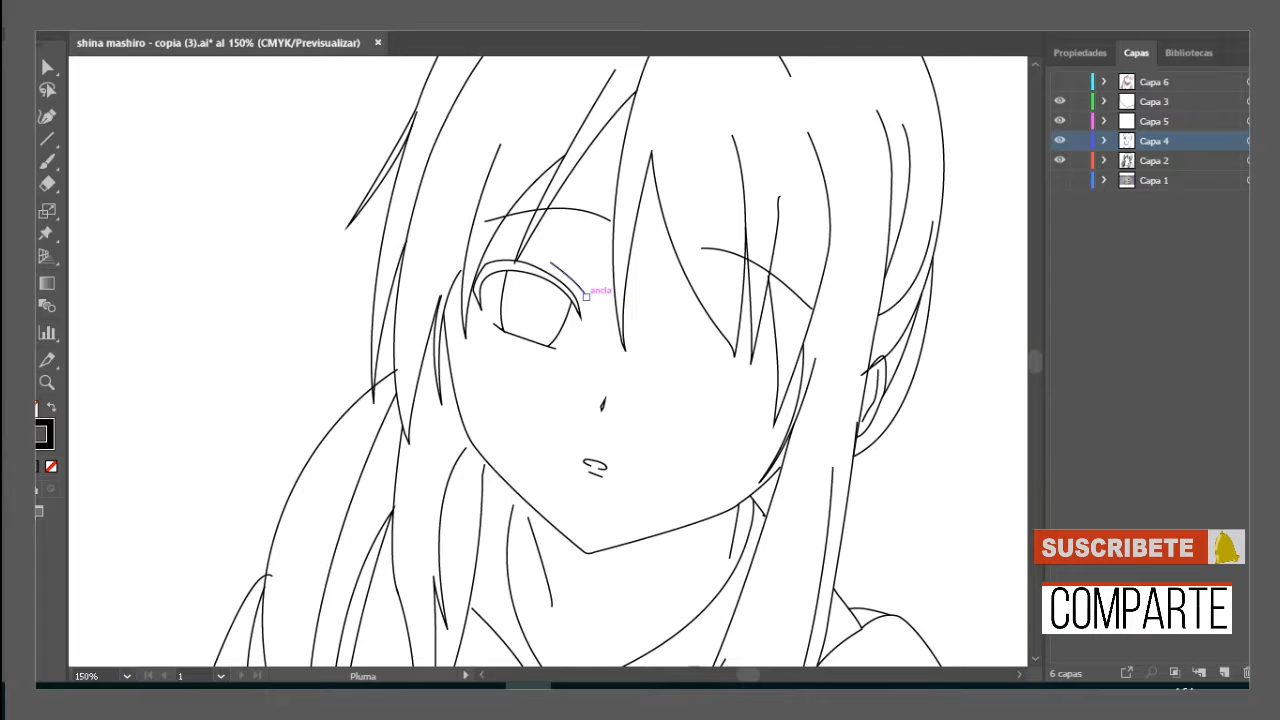 shina mashiro - copia (3).ai* al 150% (CMYK/Previsualizar) ×
Propiedades Capas Bibliotecas
Capa 6
Capa 3
Capa 5
Capa 4
Capa 2
Capa 1
ancla
SUSCRIBETE
COMPARTE
150% 1 Pluma
6 capas